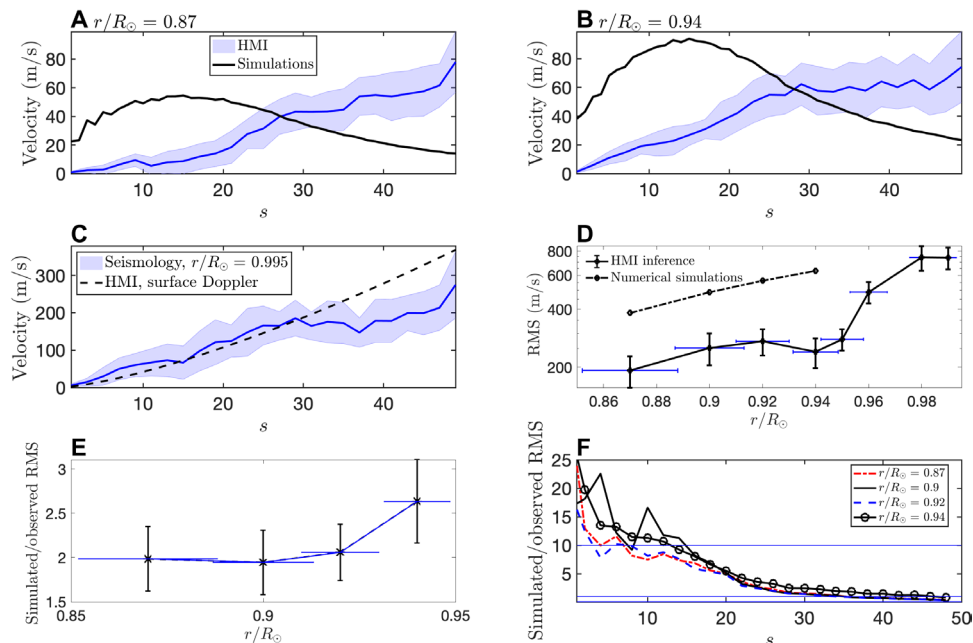 A r/R⊙ = 0.87
Velocity (m/s)
80
60
40
20
0
HMI
Simulations
10 20 30 40
s
B r/R⊙ = 0.94
Velocity (m/s)
80
60
40
20
0
10 20 30 40
s
C
Velocity (m/s)
300
200
100
0
Seismology, r/R⊙ = 0.995
HMI, surface Doppler
10 20 30 40
s
D
RMS (m/s)
800
600
400
200
HMI inference
Numerical simulations
0.86 0.88 0.9 0.92 0.94 0.96 0.98
r/R⊙
E
Simulated/observed RMS
3
2.5
2
1.5
0.85 0.9 0.95
r/R⊙
F
Simulated/observed RMS
25
20
15
10
5
r/R⊙ = 0.87
r/R⊙ = 0.9
r/R⊙ = 0.92
r/R⊙ = 0.94
10 20 30 40 50
s